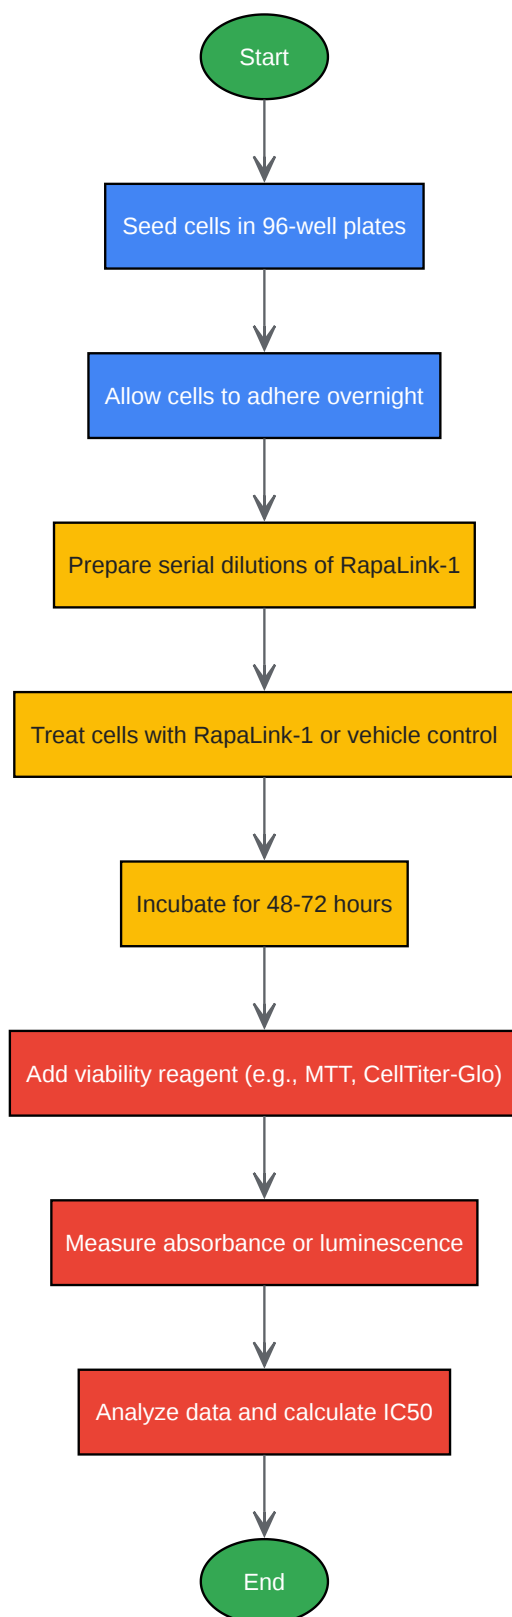 Start
Seed cells in 96-well plates
Allow cells to adhere overnight
Prepare serial dilutions of RapaLink-1
Treat cells with RapaLink-1 or vehicle control
Incubate for 48-72 hours
Add viability reagent (e.g., MTT, CellTiter-Glo)
Measure absorbance or luminescence
Analyze data and calculate IC50
End